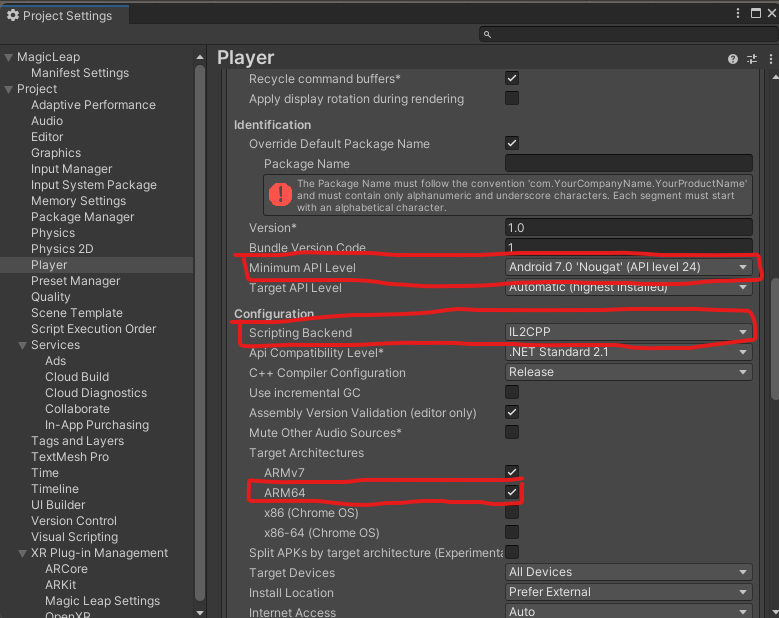 Project Settings
MagicLeap
Manifest Settings
Project
Adaptive Performance
Audio
Editor
Graphics
Input Manager
Input System Package
Memory Settings
Package Manager
Physics
Physics 2D
Player
Preset Manager
Quality
Scene Template
Script Execution Order
Services
Ads
Cloud Build
Cloud Diagnostics
Collaborate
In-App Purchasing
Tags and Layers
TextMesh Pro
Time
Timeline
UI Builder
Version Control
Visual Scripting
XR Plug-in Management
ARCore
ARKit
Magic Leap Settings
OpenXR
Player
Recycle command buffers*
Apply display rotation during rendering
Identification
Override Default Package Name
Package Name
The Package Name must follow the convention 'com.YourCompanyName.YourProductName'
and must contain only alphanumeric and underscore characters. Each segment must start
with an alphabetical character.
Version* 1.0
Bundle Version Code 1
Minimum API Level Android 7.0 'Nougat' (API level 24)
Target API Level Automatic (highest installed)
Configuration
Scripting Backend IL2CPP
Api Compatibility Level* .NET Standard 2.1
C++ Compiler Configuration Release
Use incremental GC
Assembly Version Validation (editor only)
Mute Other Audio Sources*
Target Architectures
ARMv7
ARM64
x86 (Chrome OS)
x86-64 (Chrome OS)
Split APKs by target architecture (Experimenta
Target Devices All Devices
Install Location Prefer External
Internet Access Auto